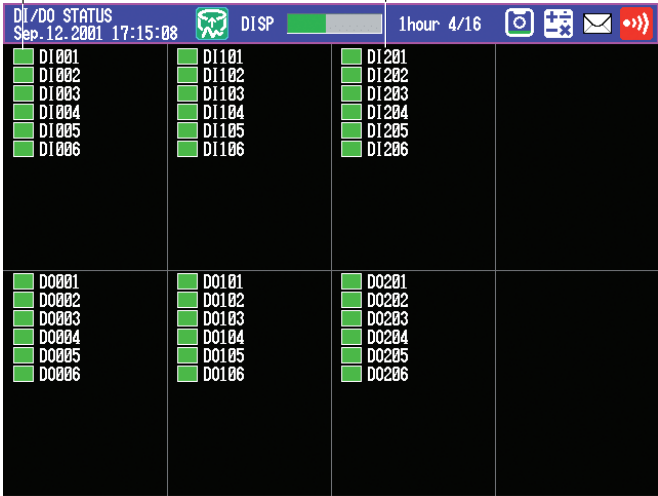 DI/DO STATUS
Sep.12.2001 17:15:08
DISP
1hour 4/16
DI001
DI002
DI003
DI004
DI005
DI006
DI101
DI102
DI103
DI104
DI105
DI106
DI201
DI202
DI203
DI204
DI205
DI206
DO001
DO002
DO003
DO004
DO005
DO006
DO101
DO102
DO103
DO104
DO105
DO106
DO201
DO202
DO203
DO204
DO205
DO206